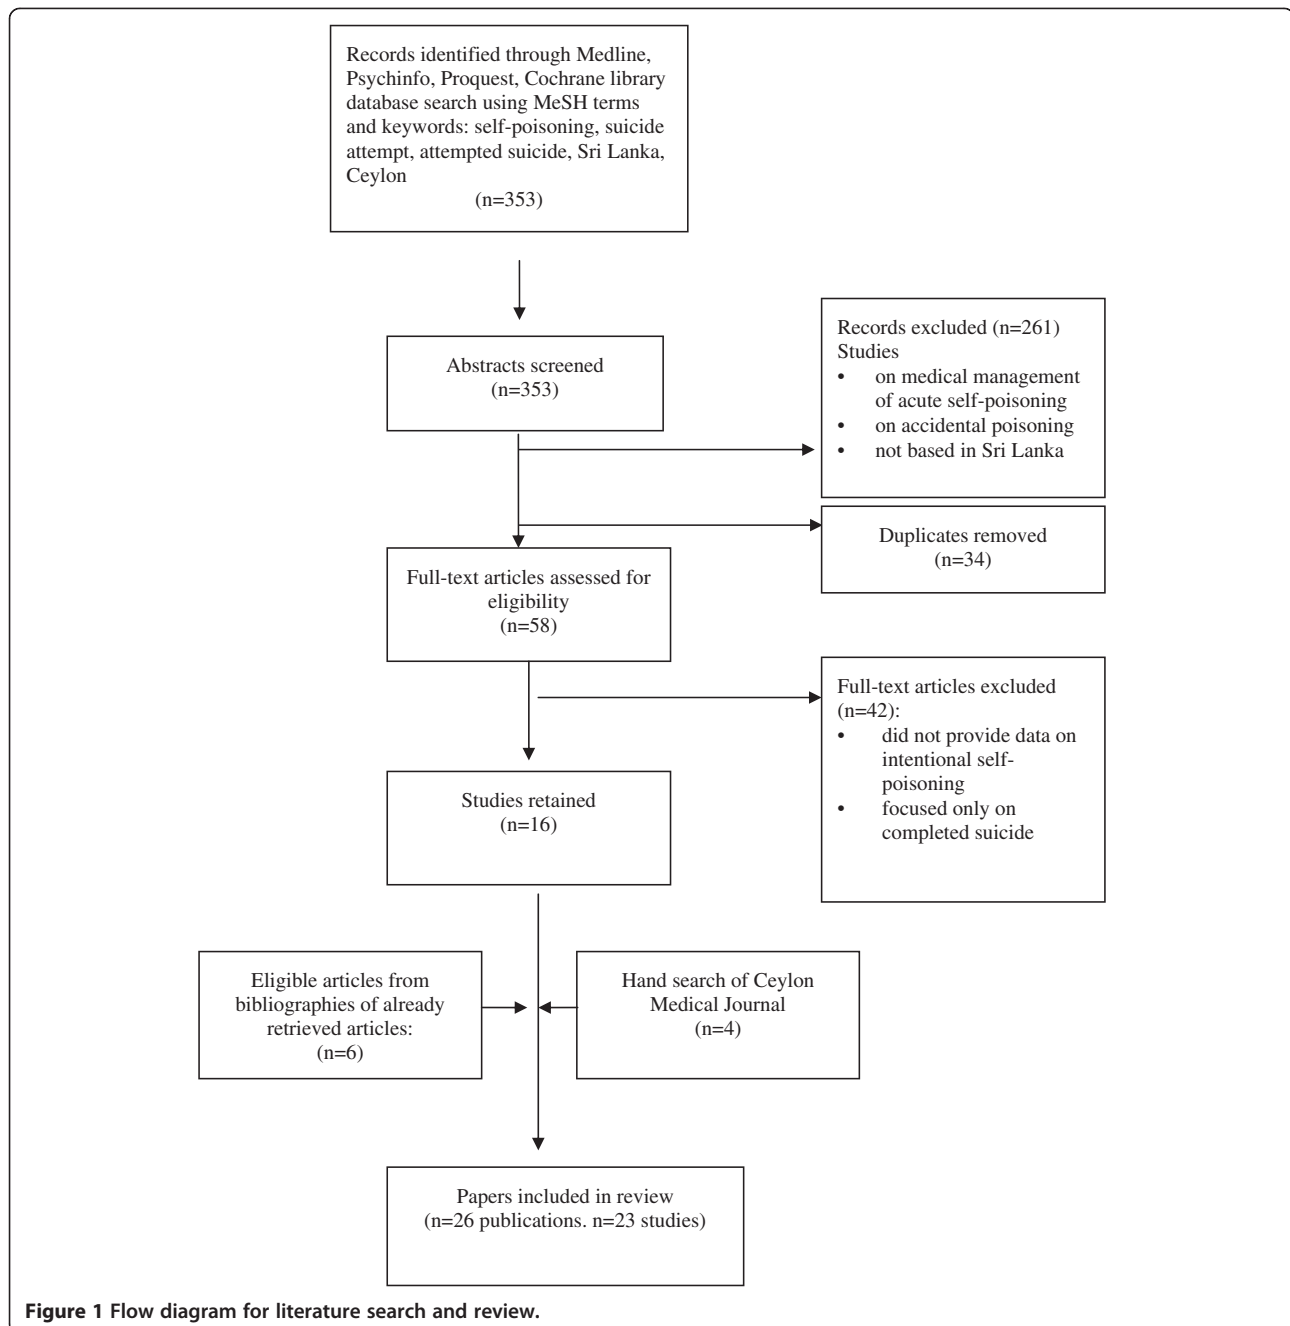 Records identified through Medline,
Psychinfo, Proquest, Cochrane library
database search using MeSH terms
and keywords: self-poisoning, suicide
attempt, attempted suicide, Sri Lanka,
Ceylon
(n=353)
Abstracts screened
(n=353)
Records excluded (n=261)
Studies
• on medical management
of acute self-poisoning
• on accidental poisoning
• not based in Sri Lanka
Duplicates removed
(n=34)
Full-text articles assessed for
eligibility
(n=58)
Full-text articles excluded
(n=42):
• did not provide data on
intentional self-
poisoning
• focused only on
completed suicide
Studies retained
(n=16)
Eligible articles from
bibliographies of already
retrieved articles:
(n=6)
Hand search of Ceylon
Medical Journal
(n=4)
Papers included in review
(n=26 publications. n=23 studies)
Figure 1 Flow diagram for literature search and review.